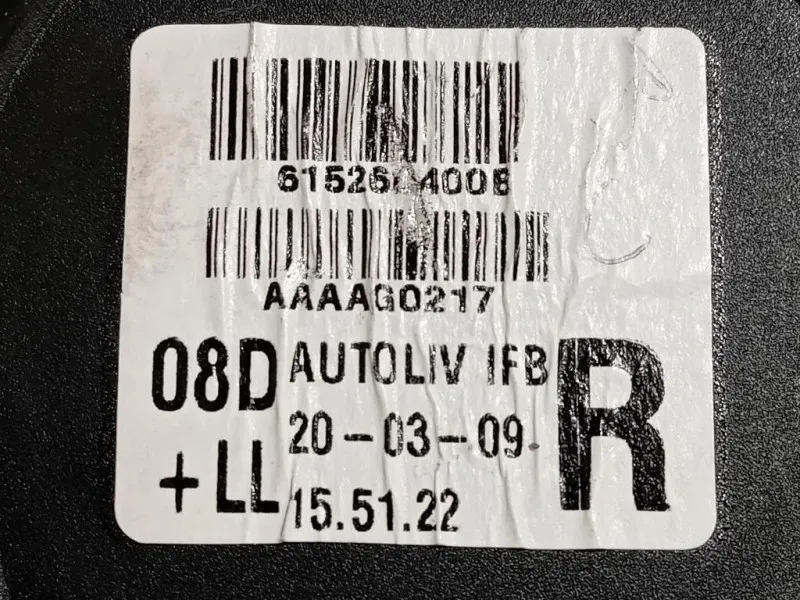 AAAAG0217
08D AUTOLIV IFB R
20-03-09
+LL 15.51.22